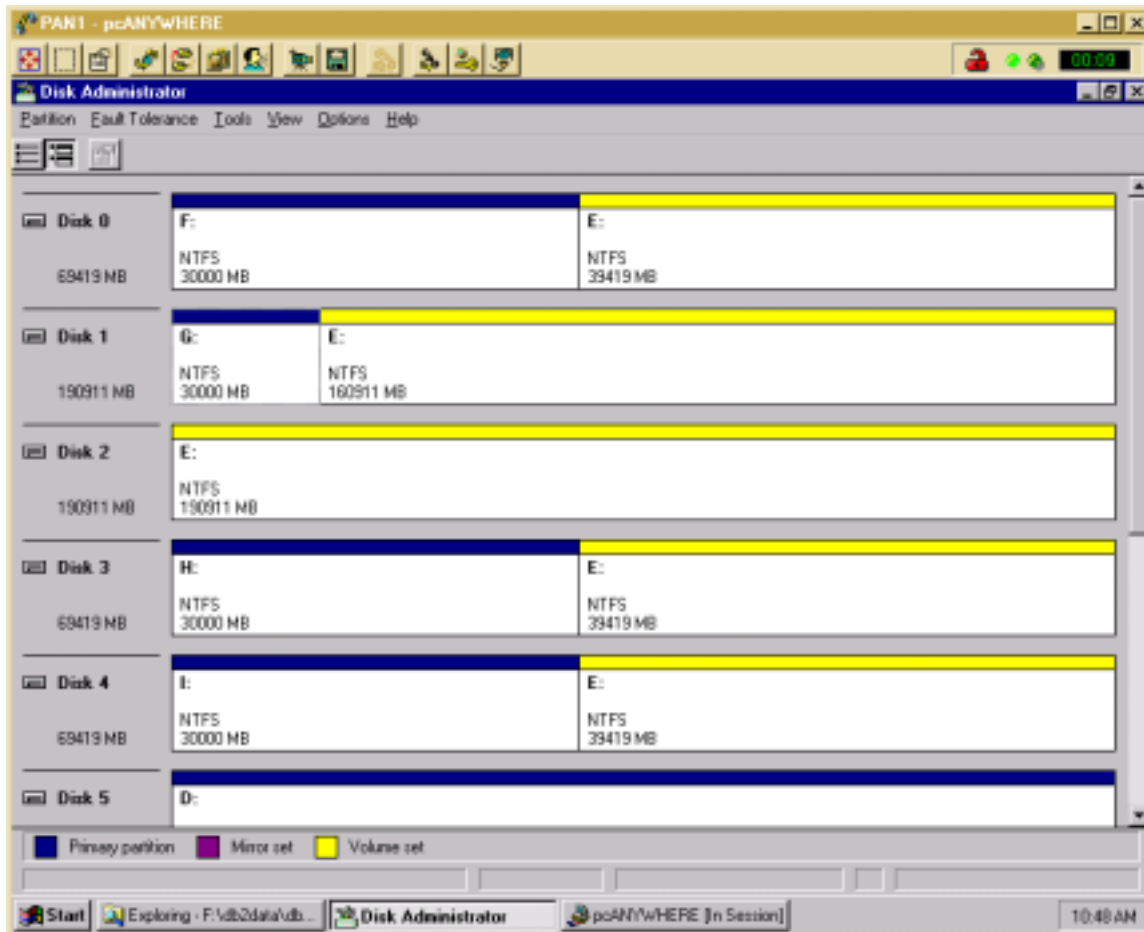 PAN1 - pcANYWHERE
00:09
Disk Administrator
Partition Fault Tolerance Tools View Options Help
Disk 0
69419 MB
F:
NTFS
30000 MB
E:
NTFS
39419 MB
Disk 1
190911 MB
G:
NTFS
30000 MB
E:
NTFS
160911 MB
Disk 2
190911 MB
E:
NTFS
190911 MB
Disk 3
69419 MB
H:
NTFS
30000 MB
E:
NTFS
39419 MB
Disk 4
69419 MB
I:
NTFS
30000 MB
E:
NTFS
39419 MB
Disk 5
D:
Primary partition Mirror set Volume set
Start Exploring - F:\db2data\db... Disk Administrator pcANYWHERE [In Session] 10:48 AM